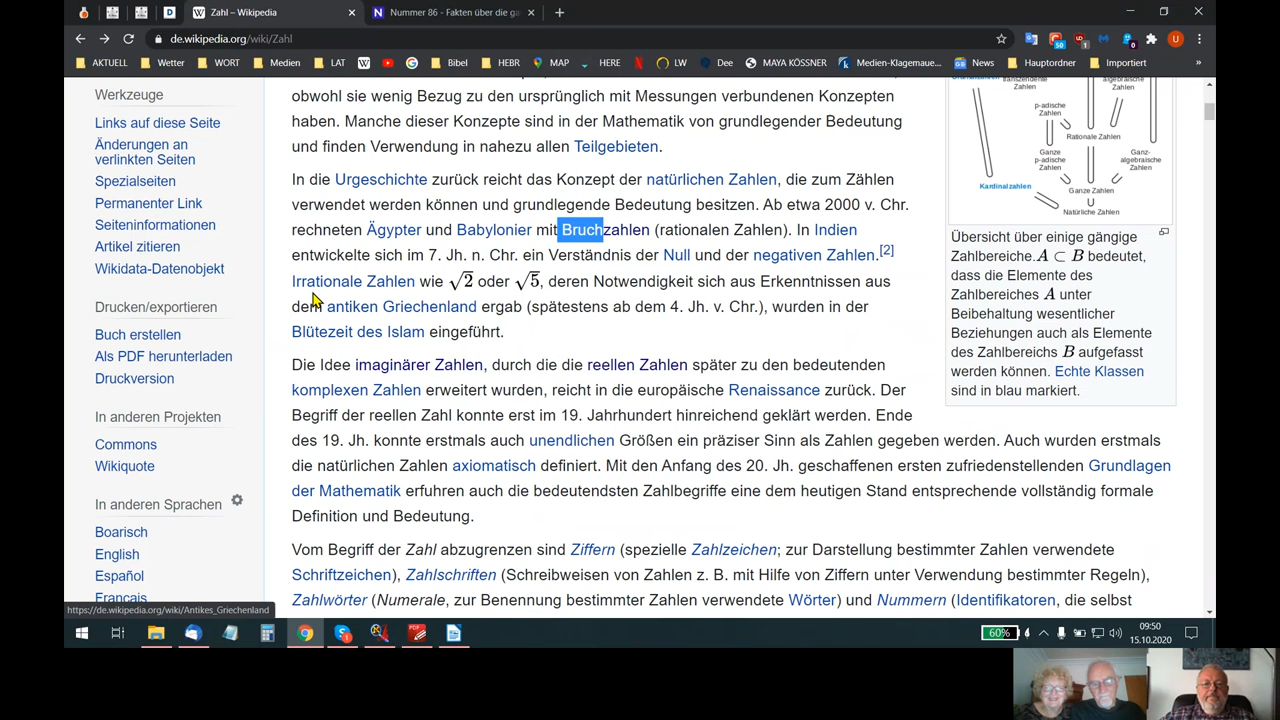 Zahl – Wikipedia
Nummer 86 - Fakten über die ga
de.wikipedia.org/wiki/Zahl
AKTUELL Wetter WORT Medien LAT Bibel HEBR MAP HERE LW Dee MAYA KÖSSNER Medien-Klagemaue... News Hauptordner Importiert »
Werkzeuge
Links auf diese Seite
Änderungen an
verlinkten Seiten
Spezialseiten
Permanenter Link
Seiteninformationen
Artikel zitieren
Wikidata-Datenobjekt
Drucken/exportieren
Buch erstellen
Als PDF herunterladen
Druckversion
In anderen Projekten
Commons
Wikiquote
In anderen Sprachen
Boarisch
English
Español
Français
https://de.wikipedia.org/wiki/Antikes_Griechenland
obwohl sie wenig Bezug zu den ursprünglich mit Messungen verbundenen Konzepten
haben. Manche dieser Konzepte sind in der Mathematik von grundlegender Bedeutung
und finden Verwendung in nahezu allen Teilgebieten.
In die Urgeschichte zurück reicht das Konzept der natürlichen Zahlen, die zum Zählen
verwendet werden können und grundlegende Bedeutung besitzen. Ab etwa 2000 v. Chr.
rechneten Ägypter und Babylonier mit Bruchzahlen (rationalen Zahlen). In Indien
entwickelte sich im 7. Jh. n. Chr. ein Verständnis der Null und der negativen Zahlen.[2]
Irrationale Zahlen wie √2 oder √5, deren Notwendigkeit sich aus Erkenntnissen aus
dem antiken Griechenland ergab (spätestens ab dem 4. Jh. v. Chr.), wurden in der
Blütezeit des Islam eingeführt.
Die Idee imaginärer Zahlen, durch die die reellen Zahlen später zu den bedeutenden
komplexen Zahlen erweitert wurden, reicht in die europäische Renaissance zurück. Der
Begriff der reellen Zahl konnte erst im 19. Jahrhundert hinreichend geklärt werden. Ende
des 19. Jh. konnte erstmals auch unendlichen Größen ein präziser Sinn als Zahlen gegeben werden. Auch wurden erstmals
die natürlichen Zahlen axiomatisch definiert. Mit den Anfang des 20. Jh. geschaffenen ersten zufriedenstellenden Grundlagen
der Mathematik erfuhren auch die bedeutendsten Zahlbegriffe eine dem heutigen Stand entsprechende vollständig formale
Definition und Bedeutung.
Vom Begriff der Zahl abzugrenzen sind Ziffern (spezielle Zahlzeichen; zur Darstellung bestimmter Zahlen verwendete
Schriftzeichen), Zahlschriften (Schreibweisen von Zahlen z. B. mit Hilfe von Ziffern unter Verwendung bestimmter Regeln),
Zahlwörter (Numerale, zur Benennung bestimmter Zahlen verwendete Wörter) und Nummern (Identifikatoren, die selbst
Zahlen
algebraische
Zahlen
p-adische
Zahlen
Rationale Zahlen
Ganze
p-adische
Zahlen
Ganz-
algebraische
Zahlen
Kardinalzahlen
Ganze Zahlen
Natürliche Zahlen
Übersicht über einige gängige
Zahlbereiche. A ⊂ B bedeutet,
dass die Elemente des
Zahlbereichs A unter
Beibehaltung wesentlicher
Beziehungen auch als Elemente
des Zahlbereichs B aufgefasst
werden können. Echte Klassen
sind in blau markiert.
60%
09:50
15.10.2020